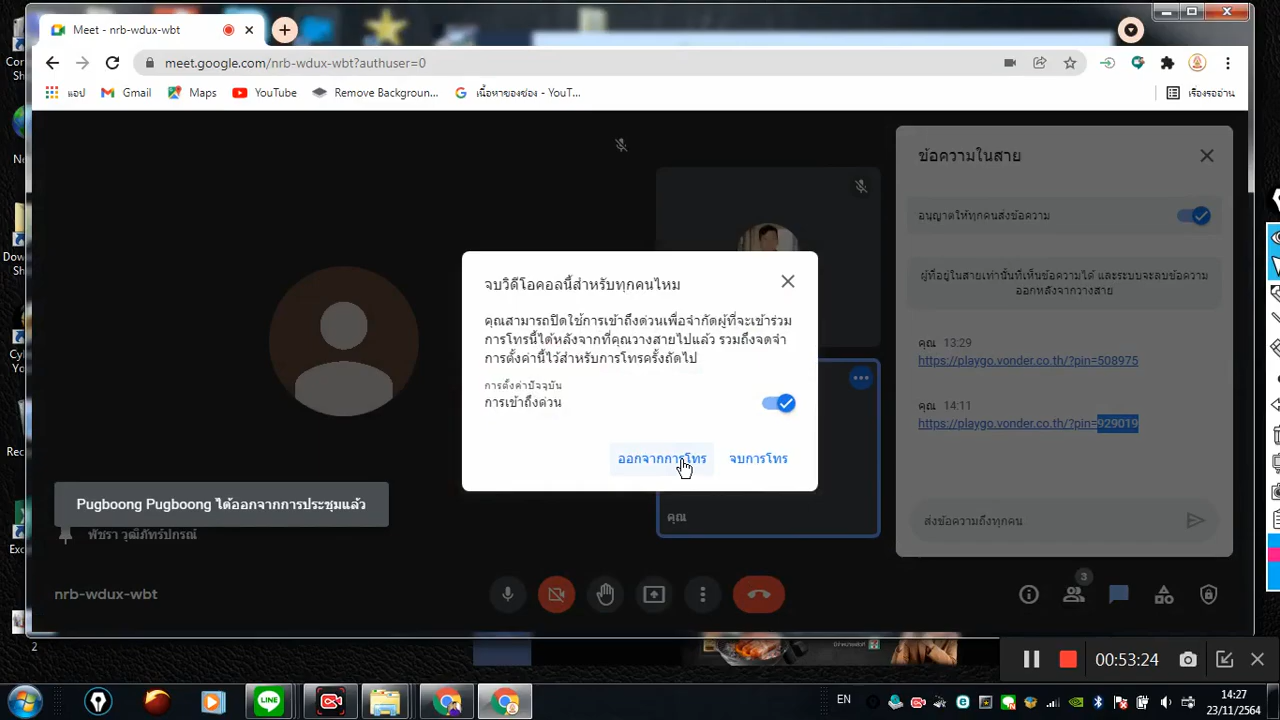 Meet - nrb-wdux-wbt
meet.google.com/nrb-wdux-wbt?authuser=0
แอป
Gmail
Maps
YouTube
Remove Backgroun...
เนื้อหาของช่อง - YouT...
เรื่องรออ่าน
ข้อความในสาย
อนุญาตให้ทุกคนส่งข้อความ
ผู้ที่อยู่ในสายเท่านั้นที่เห็นข้อความได้ และระบบจะลบข้อความ
ออกหลังจากวางสาย
คุณ 13:29
https://playgo.vonder.co.th/?pin=508975
คุณ 14:11
https://playgo.vonder.co.th/?pin=929019
ส่งข้อความถึงทุกคน
จบวิดีโอคอลนี้สำหรับทุกคนไหม
คุณสามารถปิดใช้การเข้าถึงด่วนเพื่อจำกัดผู้ที่จะเข้าร่วม
การโทรนี้ได้หลังจากที่คุณวางสายไปแล้ว รวมถึงจดจำ
การตั้งค่านี้ไว้สำหรับการโทรครั้งถัดไป
การตั้งค่าปัจจุบัน
การเข้าถึงด่วน
ออกจากการโทร
จบการโทร
คุณ
Pugboong Pugboong ได้ออกจากการประชุมแล้ว
พัชรา วุฒิภัทร์ปกรณ์
nrb-wdux-wbt
3
2
00:53:24
LINE
EN
14:27
23/11/2564